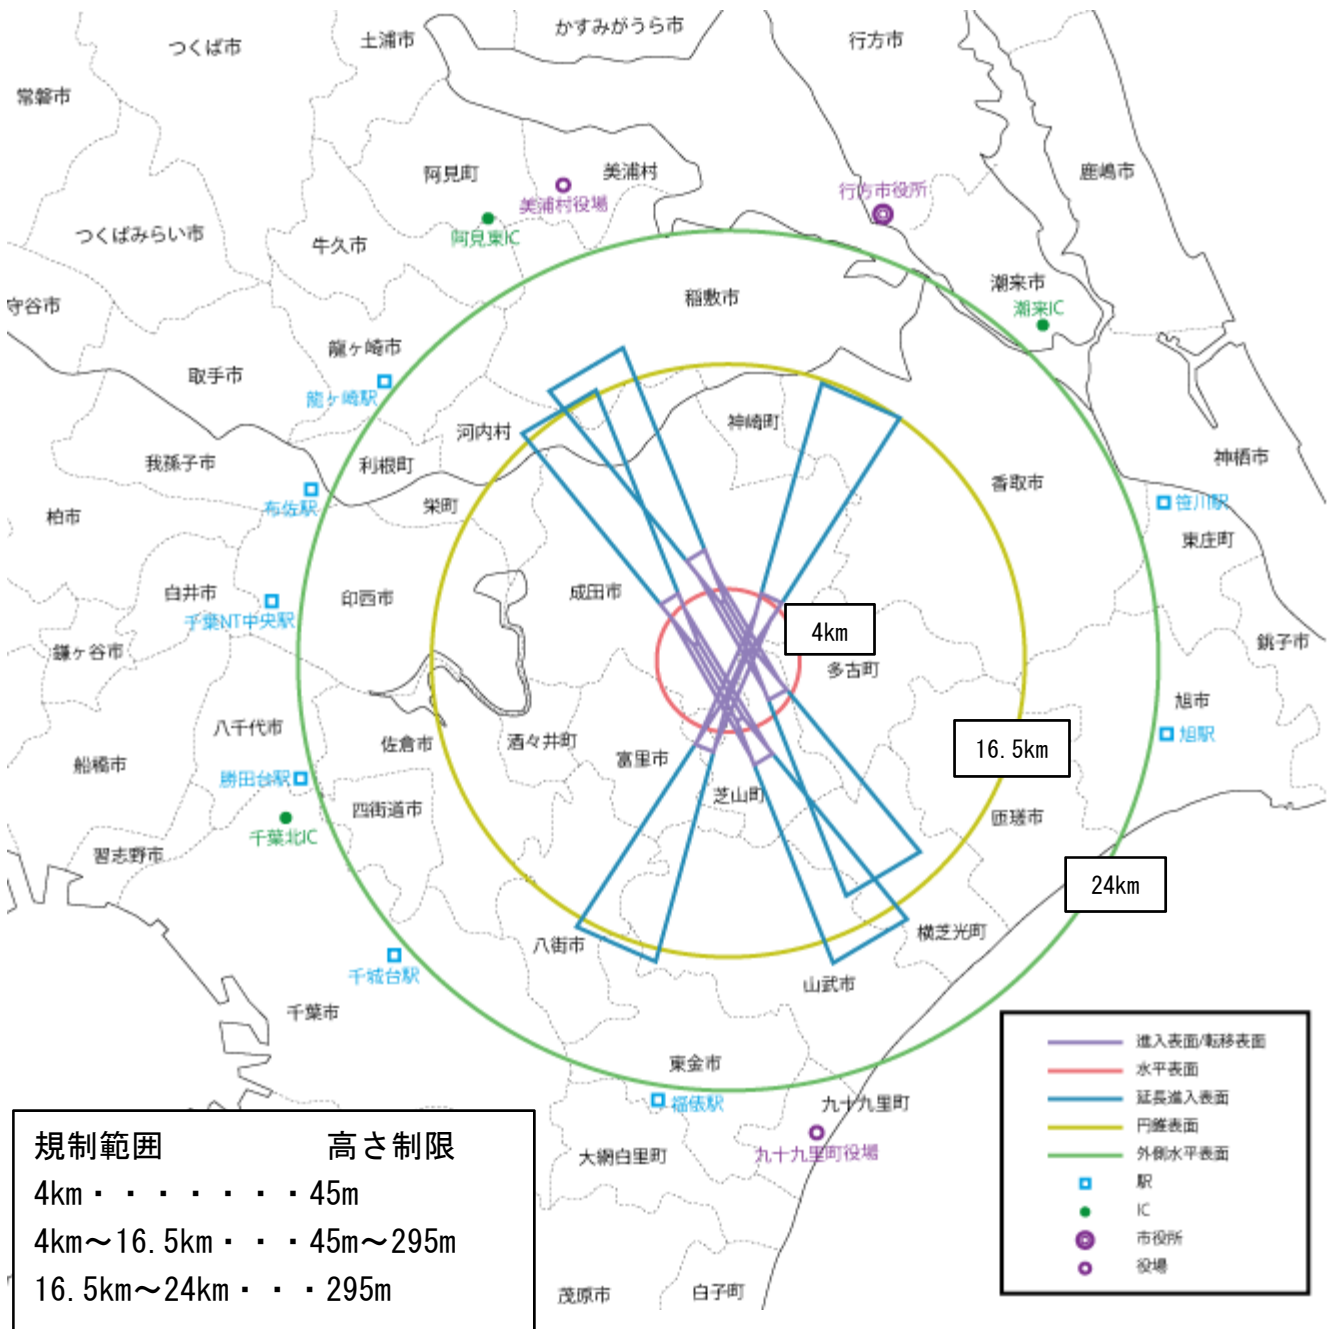 かすみがうら市
土浦市
行方市
つくば市
常磐市
鹿嶋市
阿見町
美浦村
行方市役所
美浦村役場
つくばみらい市
牛久市
阿見東IC
潮来市
稲敷市
守谷市
潮来IC
龍ヶ崎市
取手市
龍ヶ崎駅
神崎町
河内村
我孫子市
利根町
神栖市
香取市
栄町
布佐駅
笹川駅
柏市
東庄町
白井市
成田市
印西市
千葉NT中央駅
4km
銚子市
鎌ヶ谷市
多古町
旭市
八千代市
旭駅
佐倉市
酒々井町
16.5km
富里市
船橋市
勝田台駅
芝山町
四街道市
匝瑳市
千葉北IC
習志野市
24km
横芝光町
八街市
千城台駅
山武市
千葉市
東金市
福俵駅
九十九里町
大網白里町
九十九里町役場
茂原市
白子町
進入表面/転移表面
水平表面
延長進入表面
円錐表面
外側水平表面
駅
IC
市役所
役場
規制範囲 高さ制限
4km・・・・・・・45m
4km～16.5km・・・45m～295m
16.5km～24km・・・295m